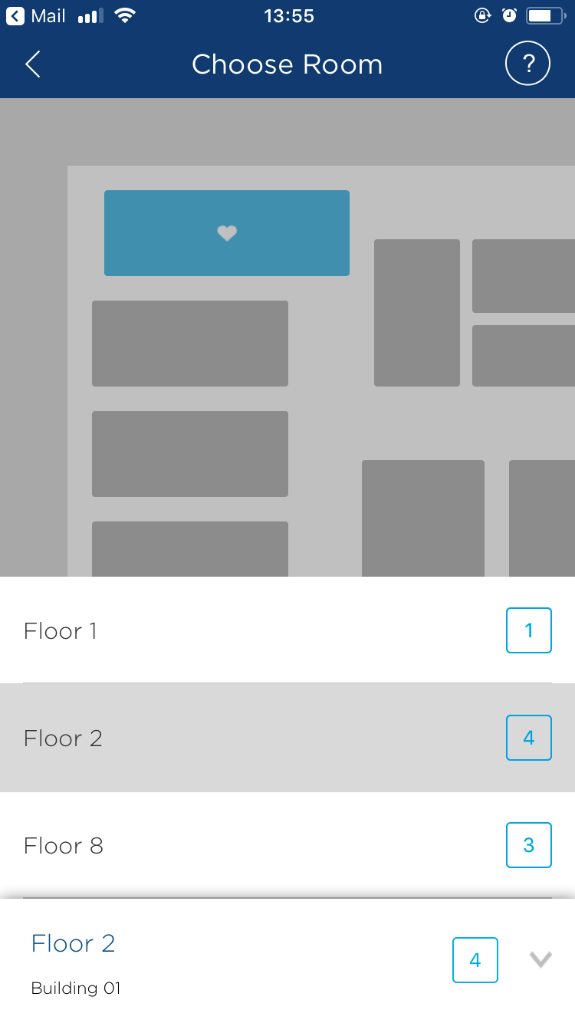 Mail 13:55
Choose Room ?
Floor 1 1
Floor 2 4
Floor 8 3
Floor 2 4
Building 01